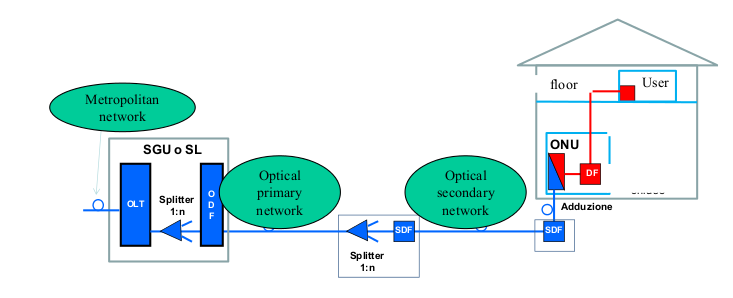 Metropolitan
network
SGU o SL
OLT
Splitter
1:n
O
D
F
Optical
primary
network
Splitter
1:n
SDF
Optical
secondary
network
floor
User
ONU
DF
Adduzione
SDF